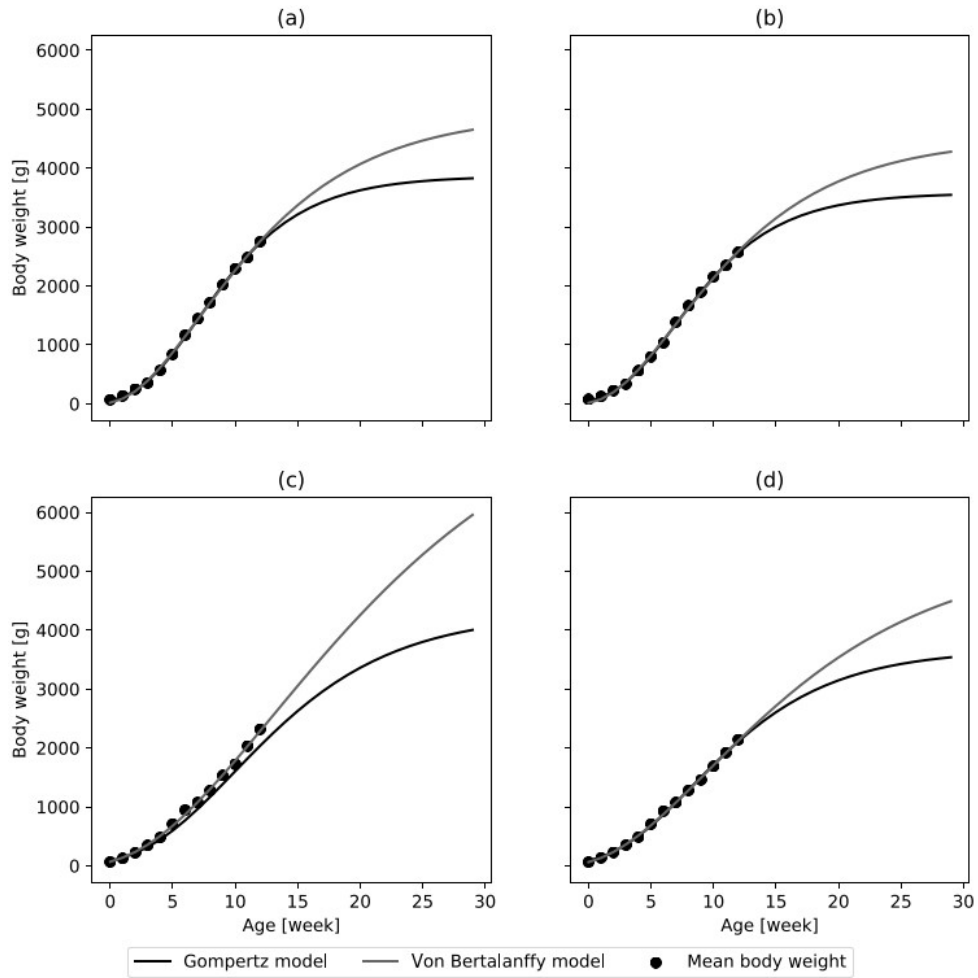 (a)
(b)
6000
5000
4000
3000
2000
1000
0
Body weight [g]
(c)
(d)
6000
5000
4000
3000
2000
1000
0
Body weight [g]
0 5 10 15 20 25 30
0 5 10 15 20 25 30
Age [week]
Age [week]
Gompertz model
Von Bertalanffy model
Mean body weight